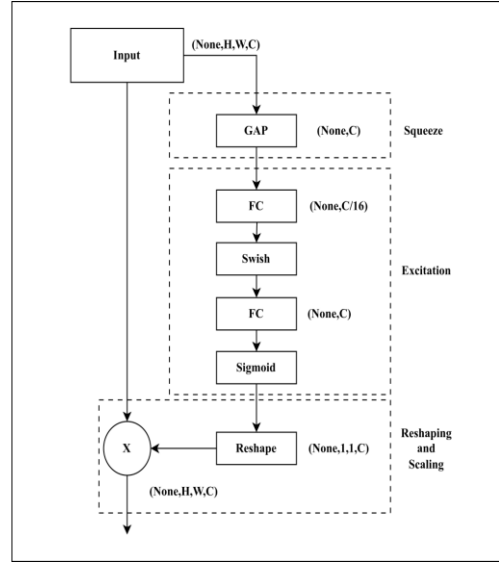 (None,H,W,C)
Input
GAP
(None,C)
Squeeze
FC
(None,C/16)
Swish
Excitation
FC
(None,C)
Sigmoid
Reshaping
and
Scaling
X
Reshape
(None,1,1,C)
(None,H,W,C)